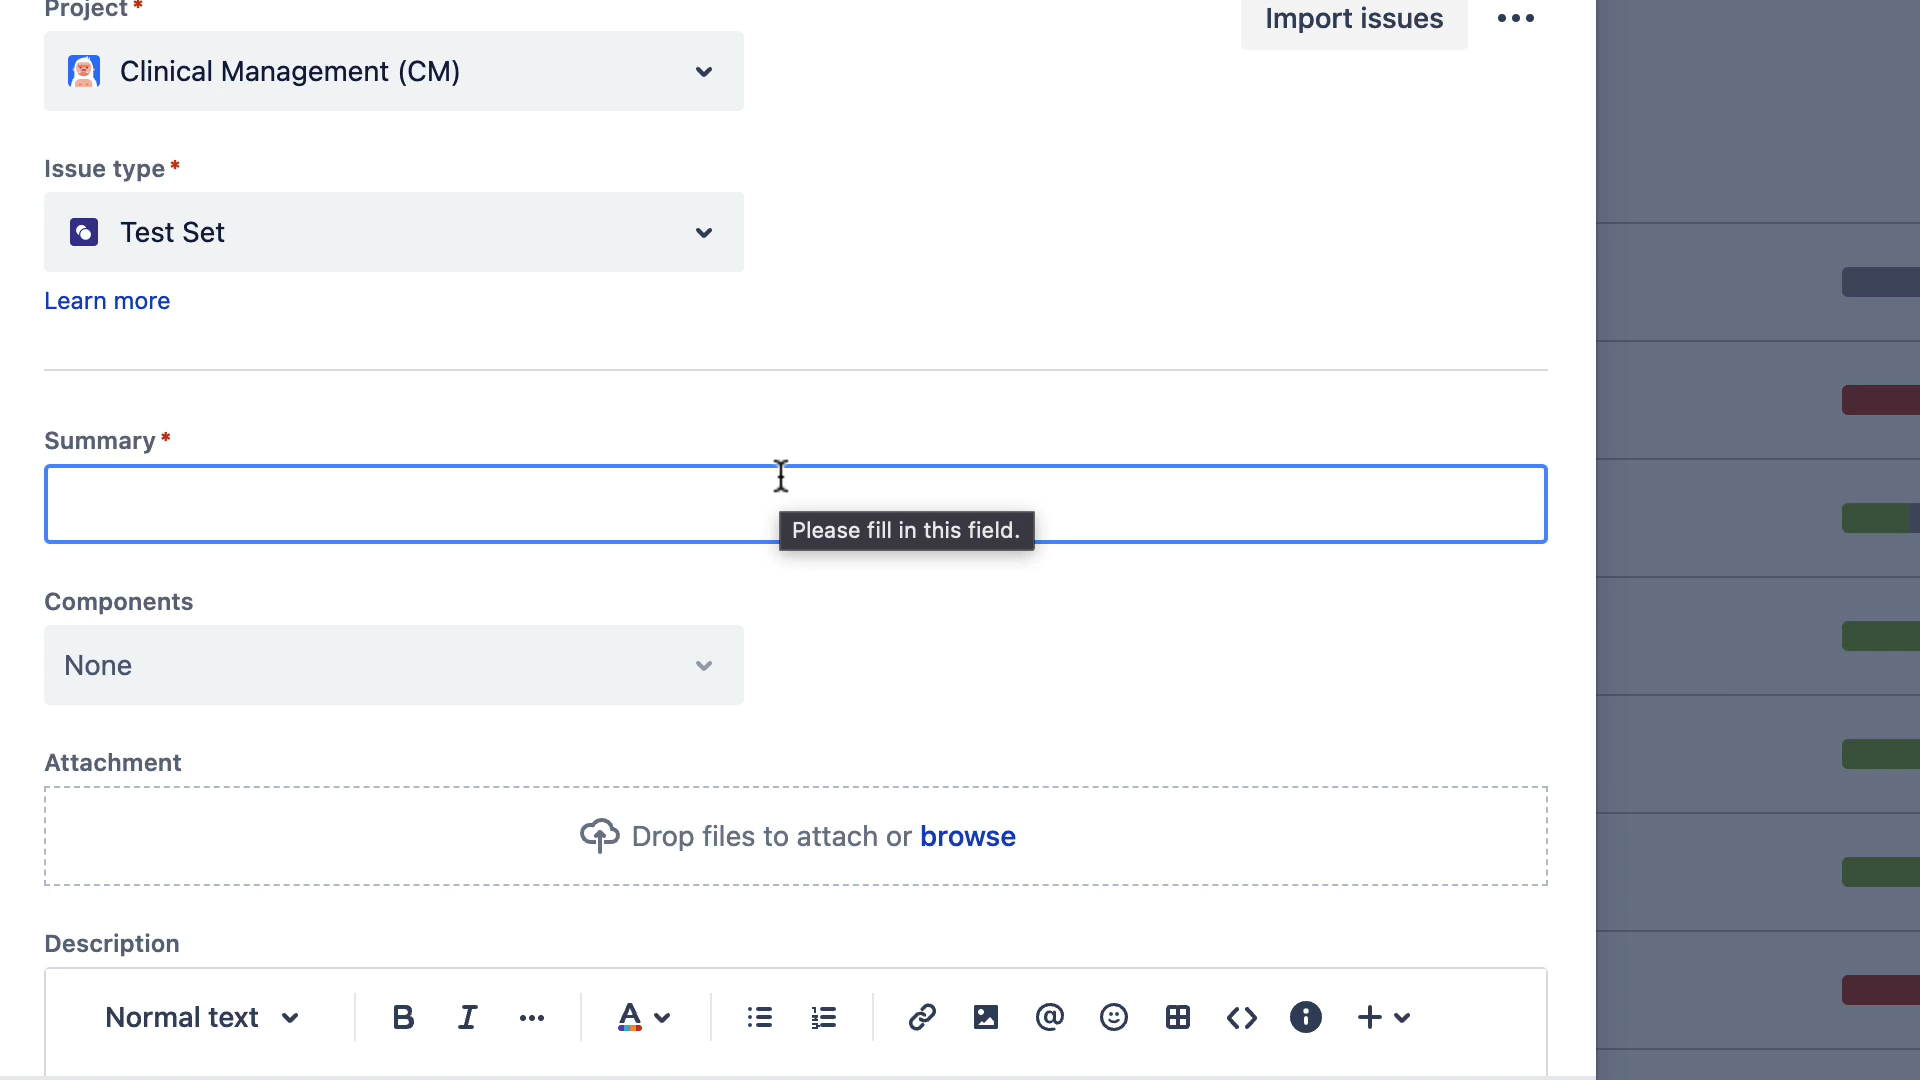 Project *
Import issues
Clinical Management (CM)
Issue type *
Test Set
Learn more
Summary *
Please fill in this field.
Components
None
Attachment
Drop files to attach or browse
Description
Normal text
B I A @ <> i +